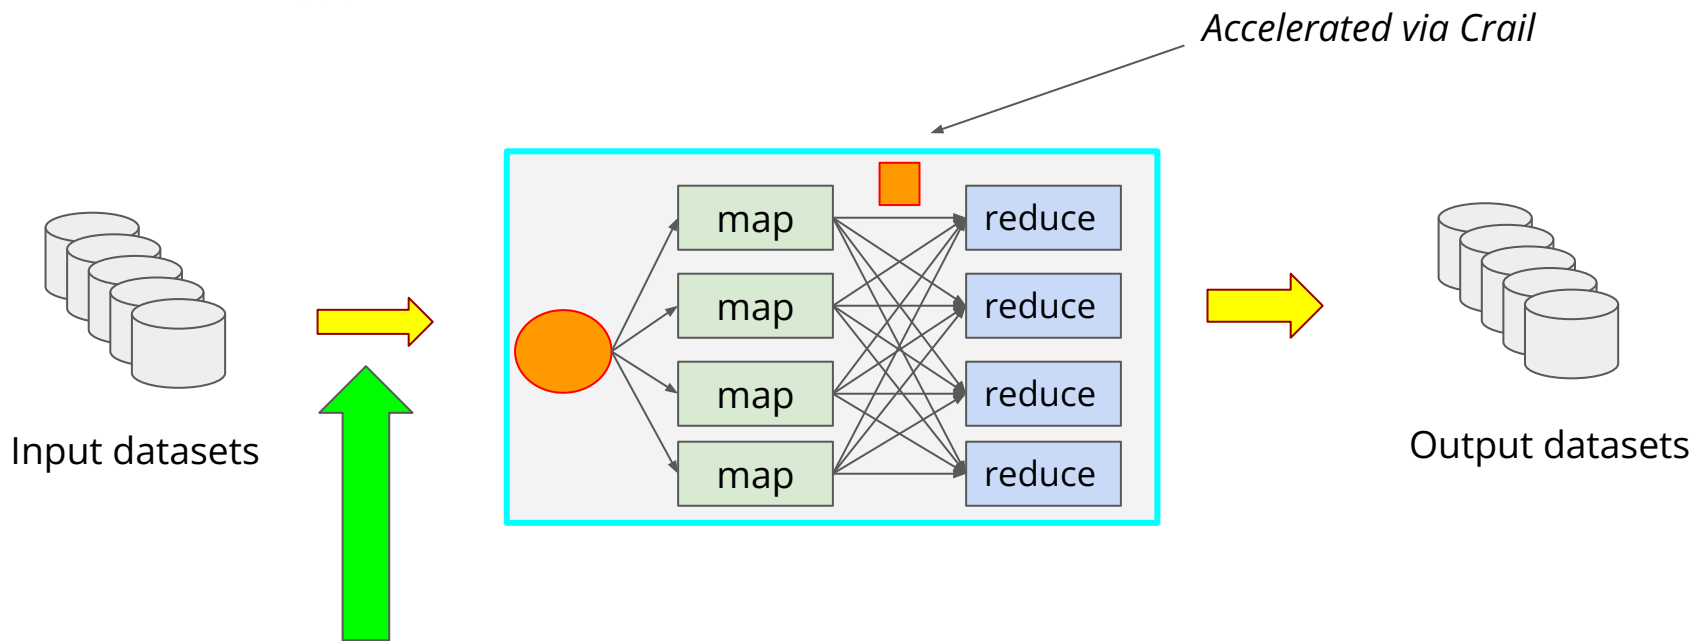 Accelerated via Crail
map
reduce
map
reduce
map
reduce
map
reduce
Input datasets
Output datasets